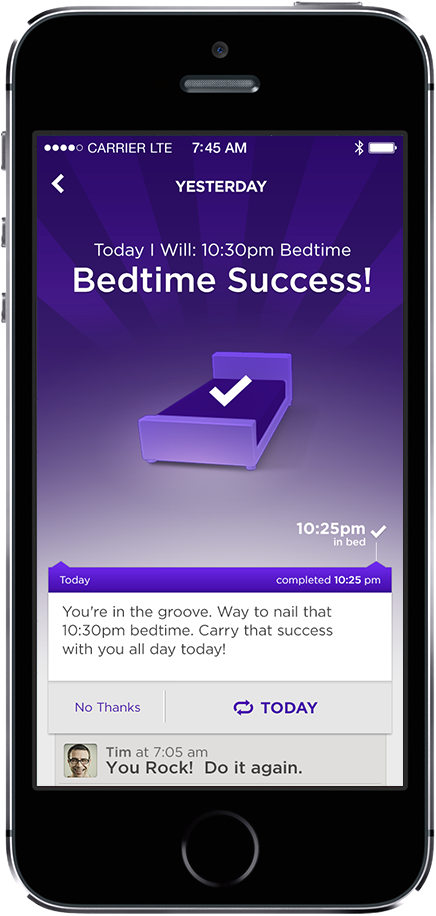 CARRIER LTE 7:45 AM
YESTERDAY
Today I Will: 10:30pm Bedtime
Bedtime Success!
10:25pm
in bed
Today completed 10:25 pm
You're in the groove. Way to nail that
10:30pm bedtime. Carry that success
with you all day today!
No Thanks TODAY
Tim at 7:05 am
You Rock!  Do it again.